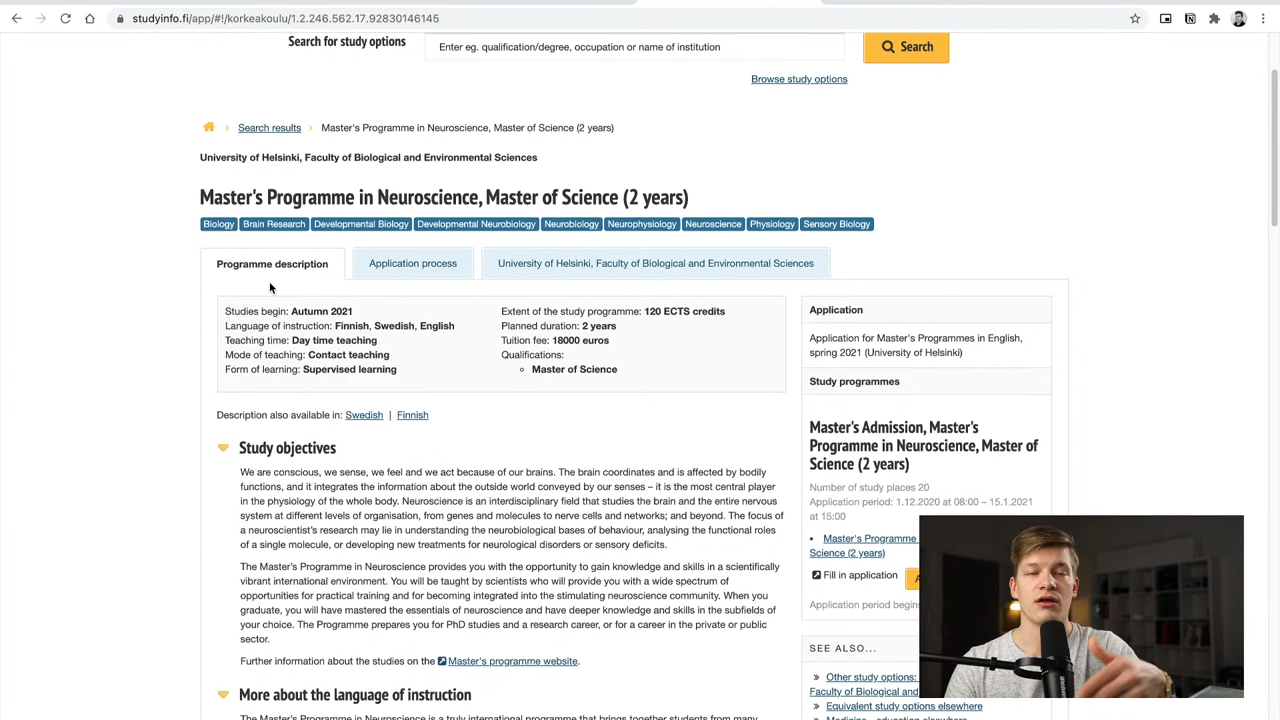 studyinfo.fi/app/#!/korkeakoulu/1.2.246.562.17.92830146145
Search for study options
Enter eg. qualification/degree, occupation or name of institution
Search
Browse study options
Search results > Master's Programme in Neuroscience, Master of Science (2 years)
University of Helsinki, Faculty of Biological and Environmental Sciences
Master's Programme in Neuroscience, Master of Science (2 years)
Biology Brain Research Developmental Biology Developmental Neurobiology Neurobiology Neurophysiology Neuroscience Physiology Sensory Biology
Programme description
Application process
University of Helsinki, Faculty of Biological and Environmental Sciences
Studies begin: Autumn 2021
Language of instruction: Finnish, Swedish, English
Teaching time: Day time teaching
Mode of teaching: Contact teaching
Form of learning: Supervised learning
Extent of the study programme: 120 ECTS credits
Planned duration: 2 years
Tuition fee: 18000 euros
Qualifications:
Master of Science
Description also available in: Swedish | Finnish
Study objectives
We are conscious, we sense, we feel and we act because of our brains. The brain coordinates and is affected by bodily
functions, and it integrates the information about the outside world conveyed by our senses – it is the most central player
in the physiology of the whole body. Neuroscience is an interdisciplinary field that studies the brain and the entire nervous
system at different levels of organisation, from genes and molecules to nerve cells and networks; and beyond. The focus of
a neuroscientist's research may lie in understanding the neurobiological bases of behaviour, analysing the functional roles
of a single molecule, or developing new treatments for neurological disorders or sensory deficits.
The Master's Programme in Neuroscience provides you with the opportunity to gain knowledge and skills in a scientifically
vibrant international environment. You will be taught by scientists who will provide you with a wide spectrum of
opportunities for practical training and for becoming integrated into the stimulating neuroscience community. When you
graduate, you will have mastered the essentials of neuroscience and have deeper knowledge and skills in the subfields of
your choice. The Programme prepares you for PhD studies and a research career, or for a career in the private or public
sector.
Further information about the studies on the Master's programme website.
More about the language of instruction
The Master's Programme in Neuroscience is a truly international programme that brings together students from many
Application
Application for Master's Programmes in English,
spring 2021 (University of Helsinki)
Study programmes
Master's Admission, Master's
Programme in Neuroscience, Master of
Science (2 years)
Number of study places 20
Application period: 1.12.2020 at 08:00 – 15.1.2021
at 15:00
Master's Programme
Science (2 years)
Fill in application
Application period begins
SEE ALSO...
» Other study options:
Faculty of Biological and
» Equivalent study options elsewhere
» Medicine - education elsewhere